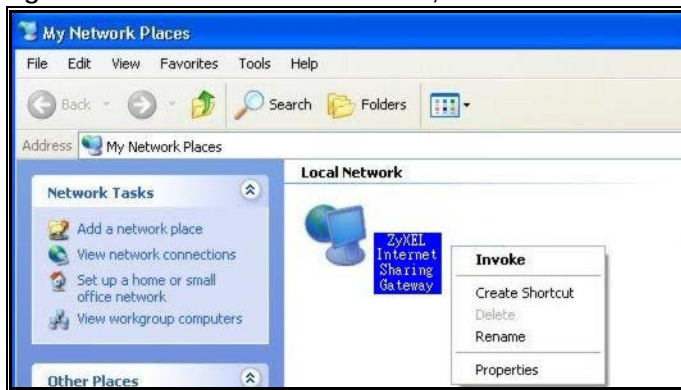 My Network Places
File Edit View Favorites Tools Help
Back Search Folders
Address My Network Places
Network Tasks
Add a network place
View network connections
Set up a home or small
office network
View workgroup computers
Other Places
Local Network
ZyXEL
Internet
Sharing
Gateway
Invoke
Create Shortcut
Delete
Rename
Properties